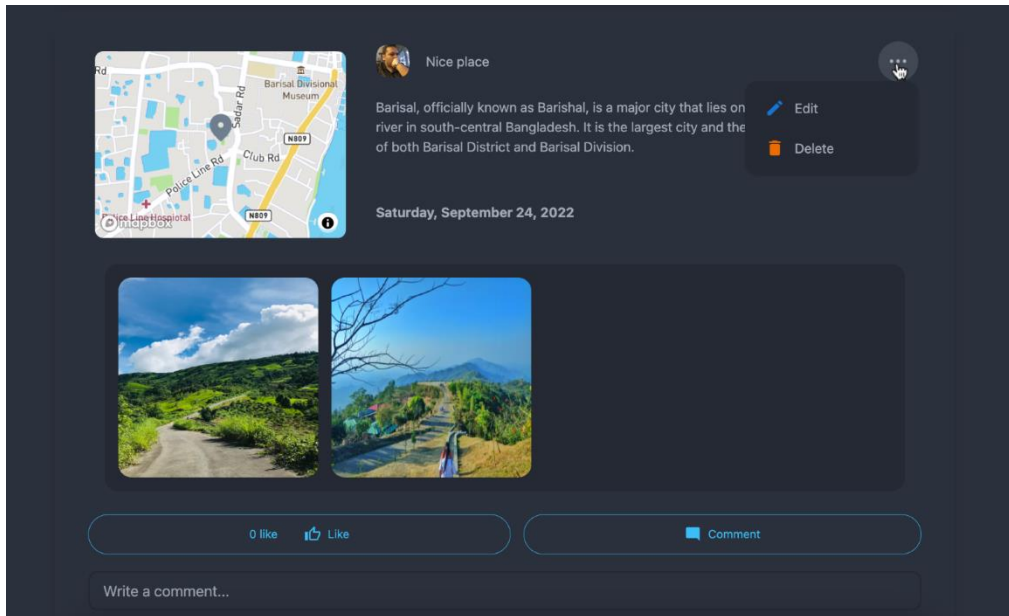 Rd
Barisal Divisional
Museum
Sadar Rd
N809
Club Rd
Police Line Rd
Police Line Hospiotal
N809
mapbox
Nice place
Barisal, officially known as Barishal, is a major city that lies on
river in south-central Bangladesh. It is the largest city and the
of both Barisal District and Barisal Division.
Edit
Delete
Saturday, September 24, 2022
0 like Like
Comment
Write a comment...